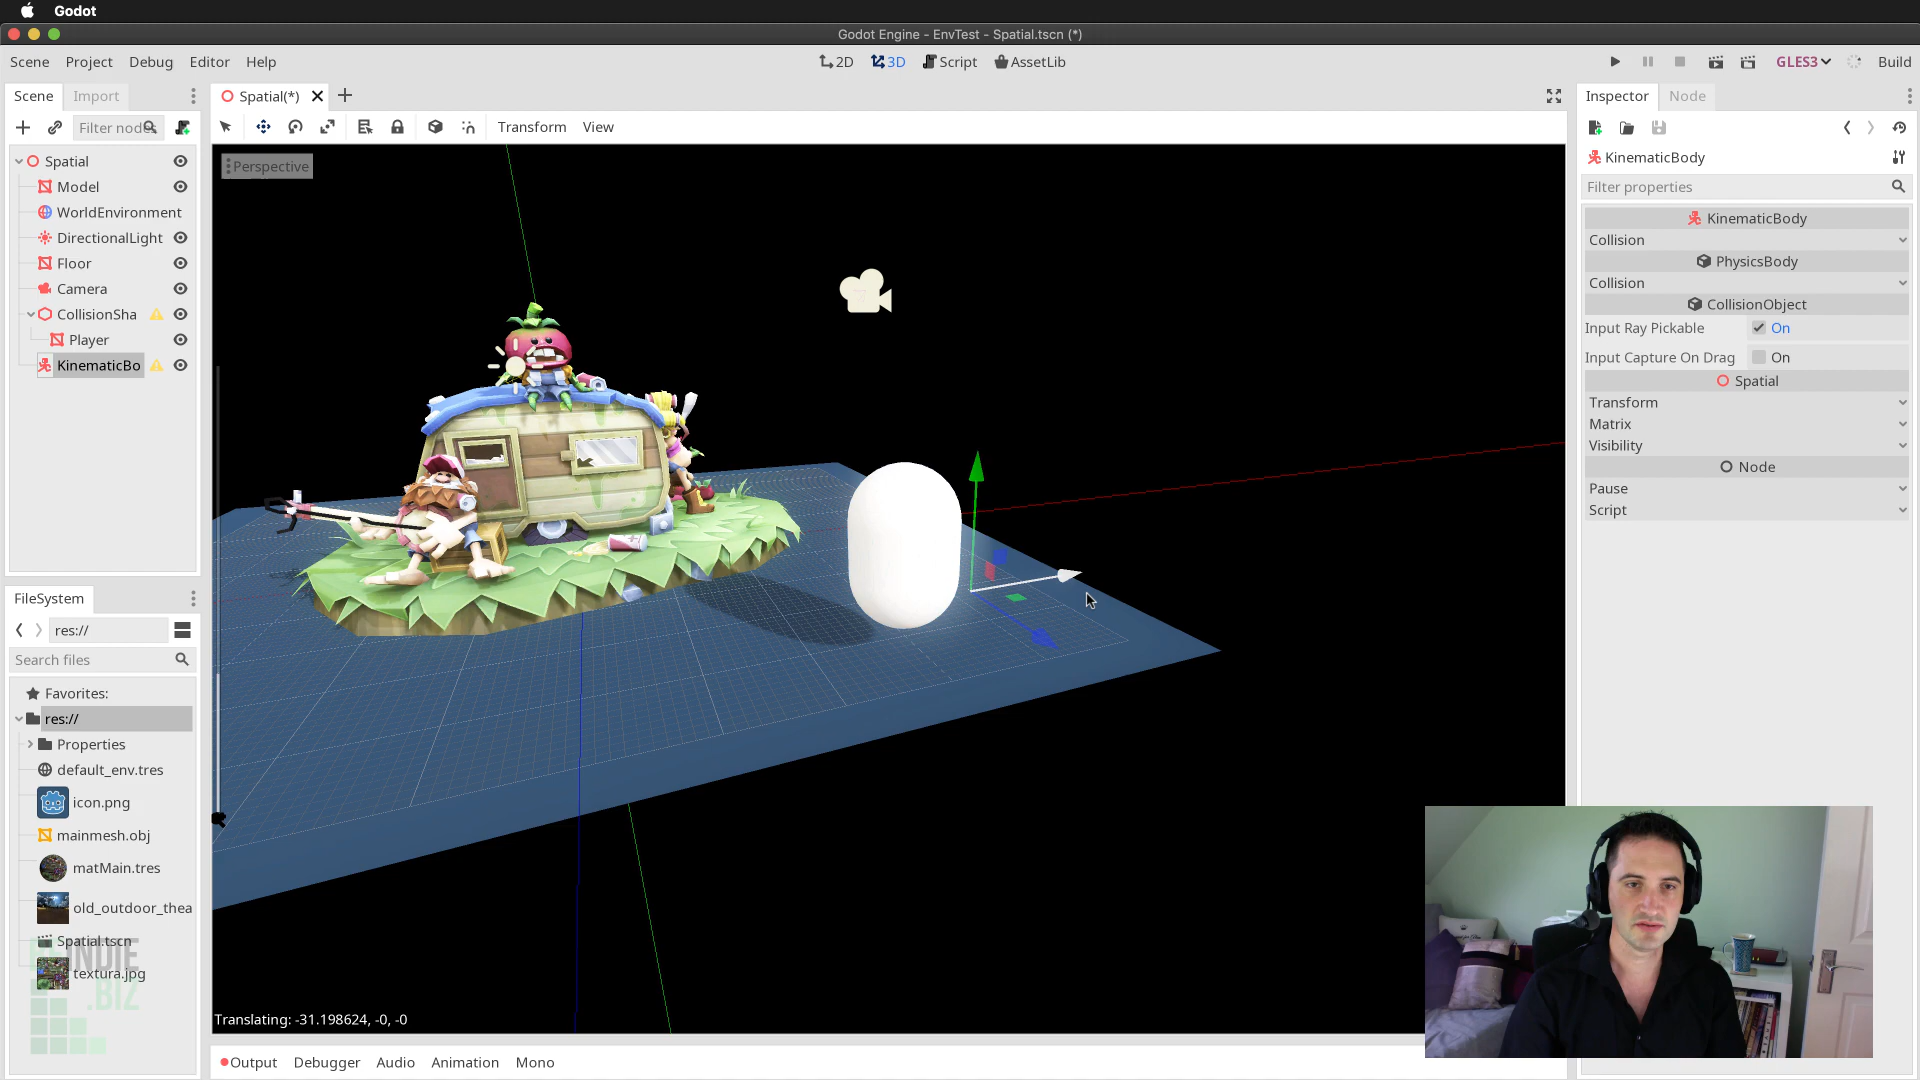 Godot
Godot Engine - EnvTest - Spatial.tscn (*)
Scene Project Debug Editor Help
2D 3D Script AssetLib
GLES3 Build
Scene Import
Spatial(*)
Inspector Node
Filter nod
Transform View
KinematicBody
Filter properties
Spatial
Model
WorldEnvironment
DirectionalLight
Floor
Camera
CollisionSha
Player
KinematicBo
Perspective
KinematicBody
Collision
PhysicsBody
Collision
CollisionObject
Input Ray Pickable On
Input Capture On Drag On
Spatial
Transform
Matrix
Visibility
Node
Pause
Script
FileSystem
res://
Search files
Favorites:
res://
Properties
default_env.tres
icon.png
mainmesh.obj
matMain.tres
old_outdoor_thea
Spatial.tscn
textura.jpg
INDIE
.BIZ
Translating: -31.198624, -0, -0
Output Debugger Audio Animation Mono